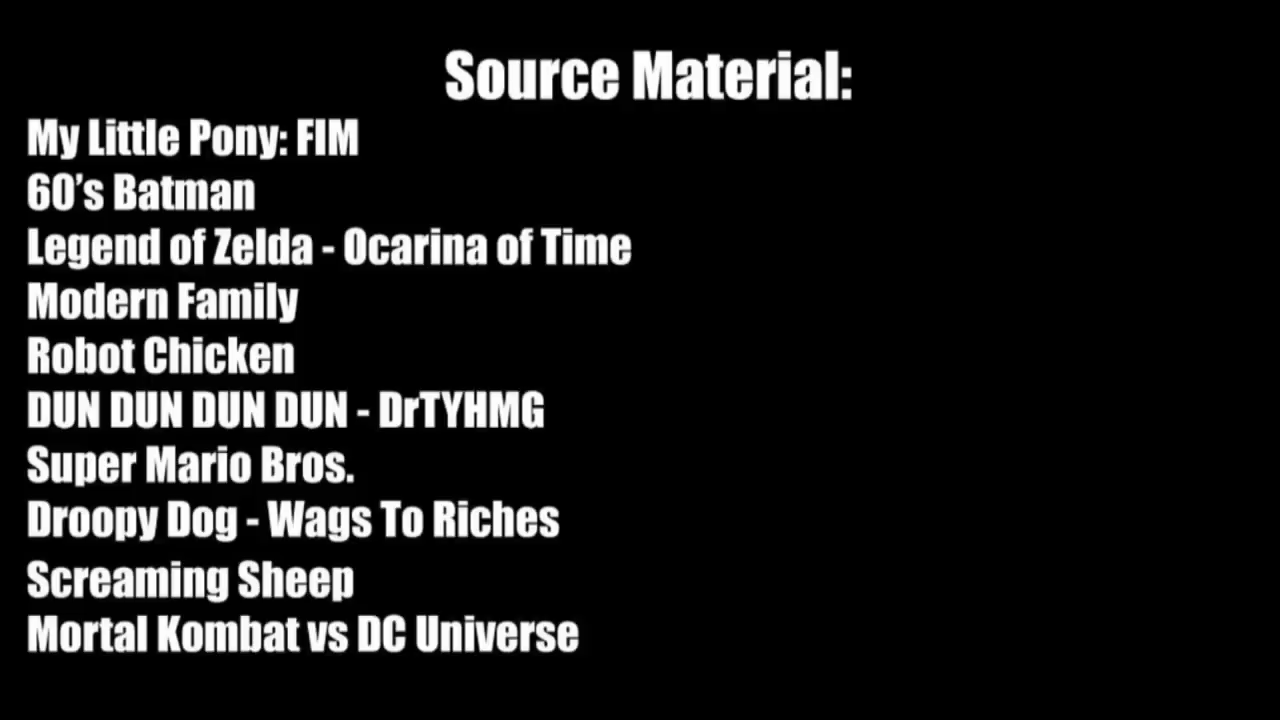 Source Material:
My Little Pony: FIM
60's Batman
Legend of Zelda - Ocarina of Time
Modern Family
Robot Chicken
DUN DUN DUN DUN - DrTYHMG
Super Mario Bros.
Droopy Dog - Wags To Riches
Screaming Sheep
Mortal Kombat vs DC Universe